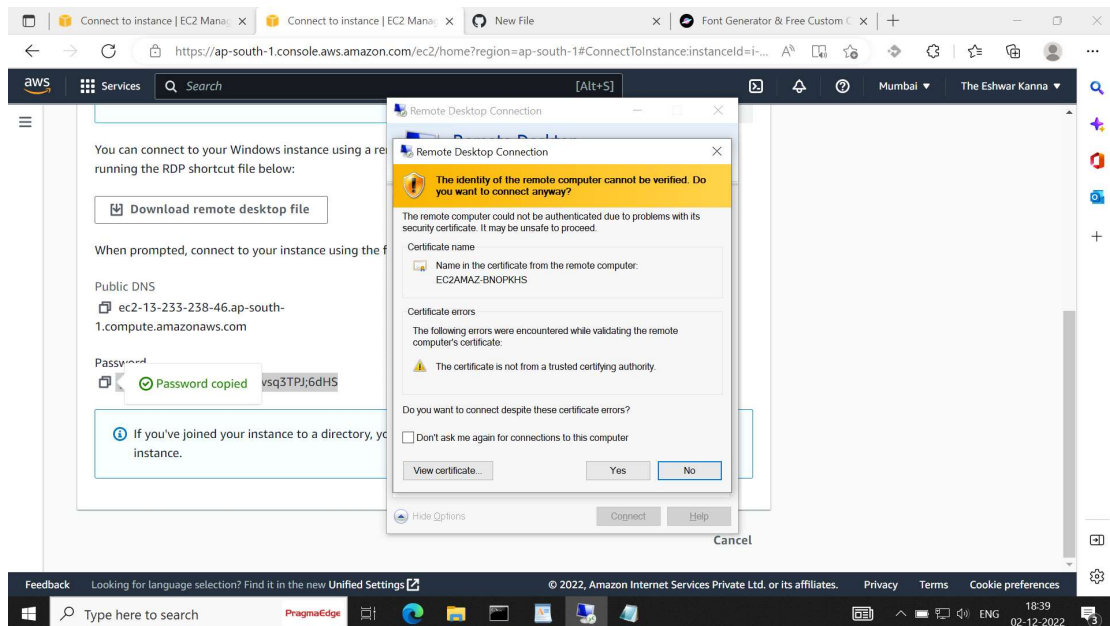 Connect to instance | EC2 Manag
Connect to instance | EC2 Manag
New File
Font Generator & Free Custom
https://ap-south-1.console.aws.amazon.com/ec2/home?region=ap-south-1#ConnectToInstance:instanceId=i-...
aws
Services
Search
[Alt+S]
Mumbai
The Eshwar Kanna
You can connect to your Windows instance using a re
running the RDP shortcut file below:
Download remote desktop file
When prompted, connect to your instance using the f
Public DNS
ec2-13-233-238-46.ap-south-
1.compute.amazonaws.com
Password
Password copied
vsq3TPJ;6dHS
If you've joined your instance to a directory, yo
instance.
Cancel
Remote Desktop Connection
Remote Desktop
Remote Desktop Connection
The identity of the remote computer cannot be verified. Do
you want to connect anyway?
The remote computer could not be authenticated due to problems with its
security certificate. It may be unsafe to proceed.
Certificate name
Name in the certificate from the remote computer:
EC2AMAZ-BNOPKHS
Certificate errors
The following errors were encountered while validating the remote
computer's certificate:
The certificate is not from a trusted certifying authority.
Do you want to connect despite these certificate errors?
Don't ask me again for connections to this computer
View certificate...
Yes
No
Hide Options
Connect
Help
Feedback
Looking for language selection? Find it in the new Unified Settings
© 2022, Amazon Internet Services Private Ltd. or its affiliates.
Privacy
Terms
Cookie preferences
Type here to search
PragmaEdge
ENG
18:39
02-12-2022
3